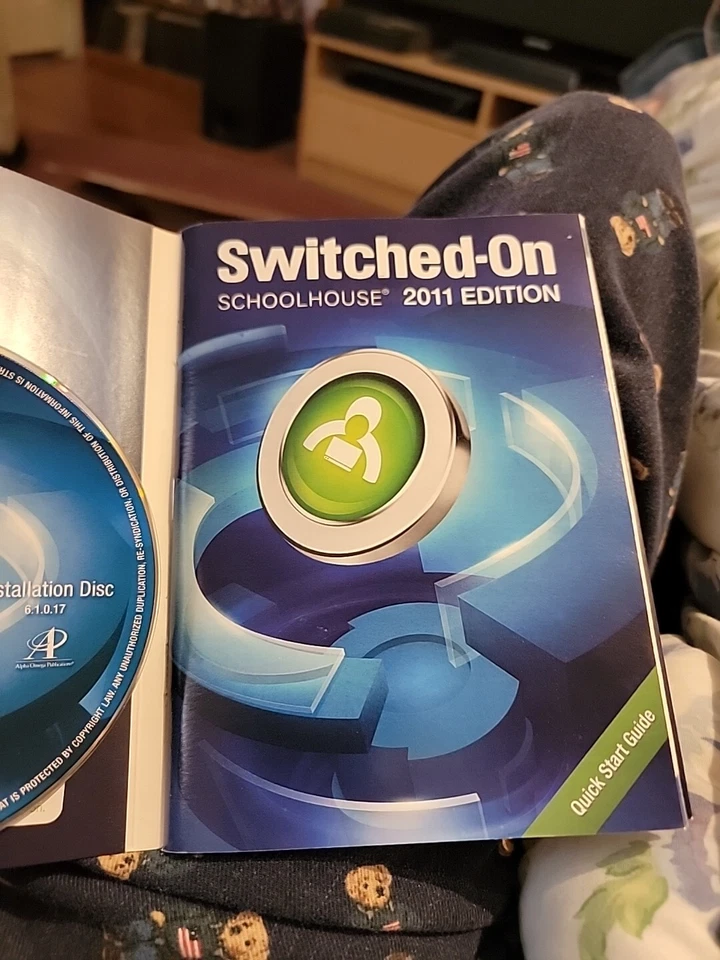 Switched-On
SCHOOLHOUSE® 2011 EDITION
Quick Start Guide
stallation Disc
6.1.0.17
Alpha Omega Publications®
AT IS PROTECTED BY COPYRIGHT LAW. ANY UNAUTHORIZED DUPLICATION, RE-SYNDICATION, OR DISTRIBUTION OF THIS INFORMATION IS STR